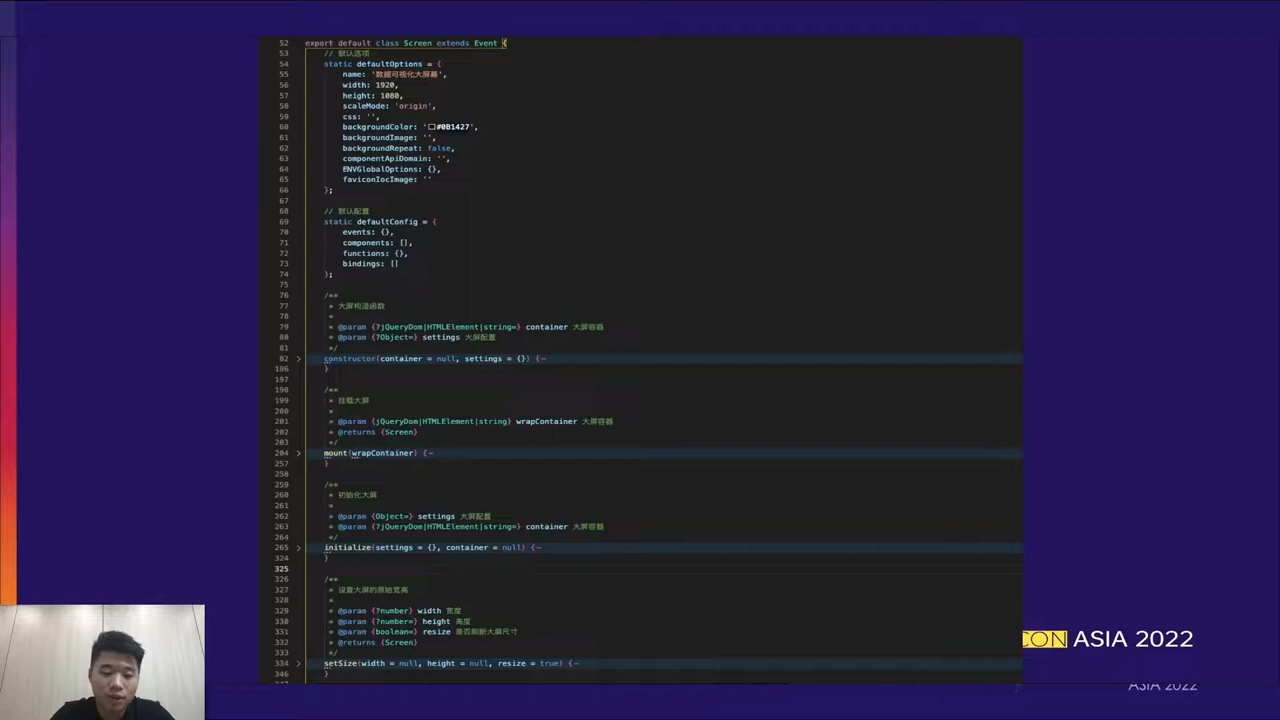 52 export default class Screen extends Event {
53 // 默认选项
54 static defaultOptions = {
55 name: '数据可视化大屏幕',
56 width: 1920,
57 height: 1080,
58 scaleMode: 'origin',
59 css: '',
60 backgroundColor: '#0B1427',
61 backgroundImage: '',
62 backgroundRepeat: false,
63 componentApiDomain: '',
64 ENVGlobalOptions: {},
65 faviconIocImage: ''
66 };
67
68 // 默认配置
69 static defaultConfig = {
70 events: {},
71 components: [],
72 functions: {},
73 bindings: []
74 };
75
76 /**
77 * 大屏构造函数
78 *
79 * @param {?jQueryDom|HTMLElement|string=} container 大屏容器
80 * @param {?Object=} settings 大屏配置
81 */
82 constructor(container = null, settings = {}) {
196 }
197
198 /**
199 * 挂载大屏
200 *
201 * @param {jQueryDom|HTMLElement|string} wrapContainer 大屏容器
202 * @returns {Screen}
203 */
204 mount(wrapContainer) {
257 }
258
259 /**
260 * 初始化大屏
261 *
262 * @param {Object=} settings 大屏配置
263 * @param {?jQueryDom|HTMLElement|string=} container 大屏容器
264 */
265 initialize(settings = {}, container = null) {
324 }
325
326 /**
327 * 设置大屏的原始宽高
328 *
329 * @param {?number} width 宽度
330 * @param {?number=} height 高度
331 * @param {boolean=} resize 是否刷新大屏尺寸
332 * @returns {Screen}
333 */
334 setSize(width = null, height = null, resize = true) {
346 }
CON ASIA 2022
ASIA 2022